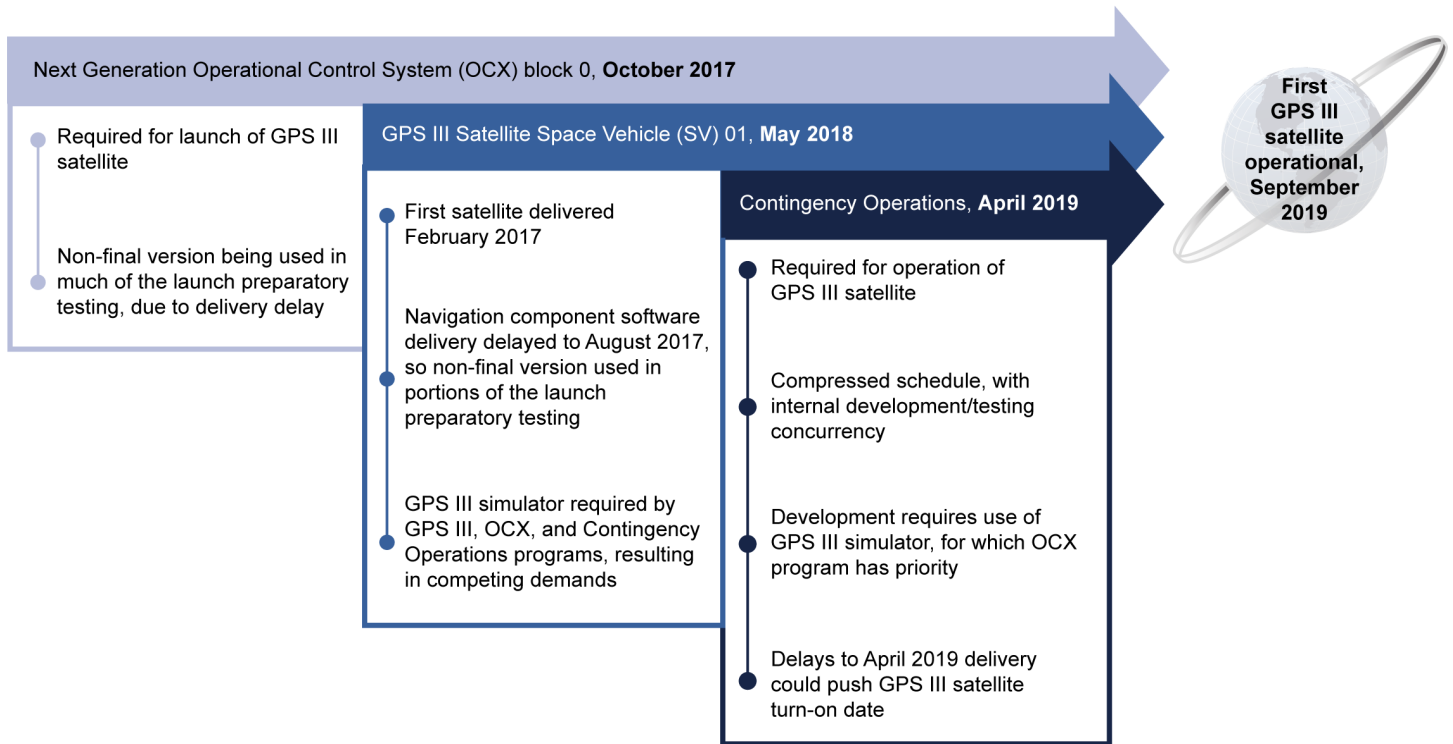 Next Generation Operational Control System (OCX) block 0, October 2017
Required for launch of GPS III
satellite
Non-final version being used in
much of the launch preparatory
testing, due to delivery delay
GPS III Satellite Space Vehicle (SV) 01, May 2018
First satellite delivered
February 2017
Navigation component software
delivery delayed to August 2017,
so non-final version used in
portions of the launch
preparatory testing
GPS III simulator required by
GPS III, OCX, and Contingency
Operations programs, resulting
in competing demands
Contingency Operations, April 2019
Required for operation of
GPS III satellite
Compressed schedule, with
internal development/testing
concurrency
Development requires use of
GPS III simulator, for which OCX
program has priority
Delays to April 2019 delivery
could push GPS III satellite
turn-on date
First
GPS III
satellite
operational,
September
2019